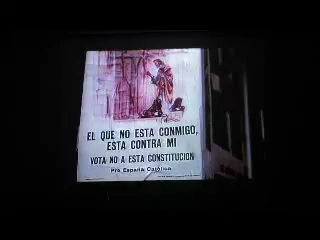 EL QUE NO ESTA CONMIGO,
ESTA CONTRA MI
VOTA NO A ESTA CONSTITUCION
Pro España Católica